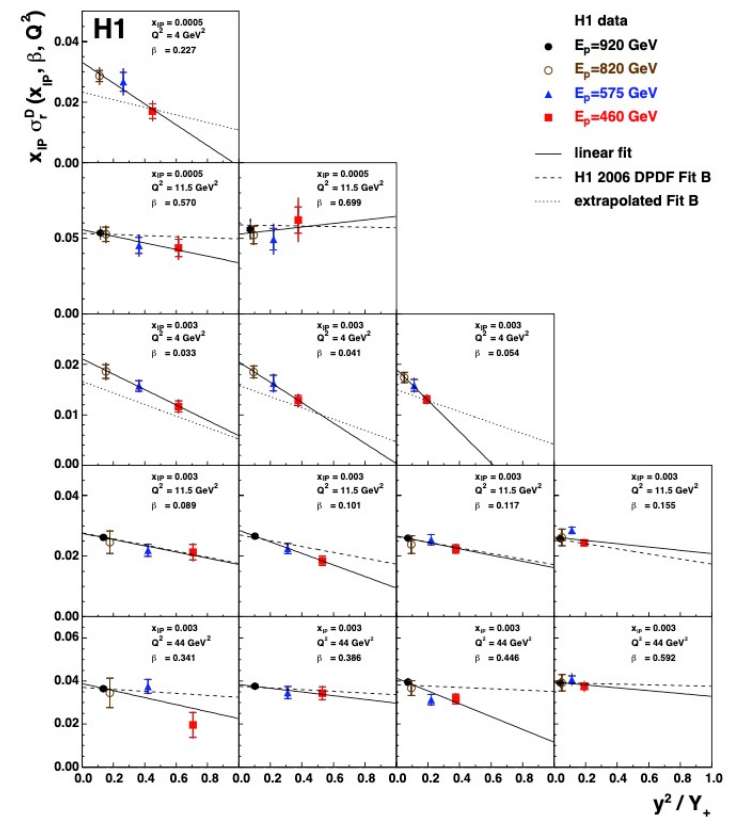 H1
x_IP σ_r^D (x_IP, β, Q²)
H1 data
E_p=920 GeV
E_p=820 GeV
E_p=575 GeV
E_p=460 GeV
linear fit
H1 2006 DPDF Fit B
extrapolated Fit B
x_IP = 0.0005
Q² = 4 GeV²
β = 0.227
0.04
0.02
0.00
x_IP = 0.0005
Q² = 11.5 GeV²
β = 0.570
x_IP = 0.0005
Q² = 11.5 GeV²
β = 0.699
0.05
0.00
x_IP = 0.003
Q² = 4 GeV²
β = 0.033
x_IP = 0.003
Q² = 4 GeV²
β = 0.041
x_IP = 0.003
Q² = 4 GeV²
β = 0.054
0.02
0.01
0.00
x_IP = 0.003
Q² = 11.5 GeV²
β = 0.089
x_IP = 0.003
Q² = 11.5 GeV²
β = 0.101
x_IP = 0.003
Q² = 11.5 GeV²
β = 0.117
x_IP = 0.003
Q² = 11.5 GeV²
β = 0.155
0.04
0.02
0.00
x_IP = 0.003
Q² = 44 GeV²
β = 0.341
x_IP = 0.003
Q² = 44 GeV²
β = 0.386
x_IP = 0.003
Q² = 44 GeV²
β = 0.446
x_IP = 0.003
Q² = 44 GeV²
β = 0.592
0.06
0.04
0.02
0.00
0.0 0.2 0.4 0.6 0.8 0.0 0.2 0.4 0.6 0.8 0.0 0.2 0.4 0.6 0.8 0.0 0.2 0.4 0.6 0.8 1.0
y² / Y₊